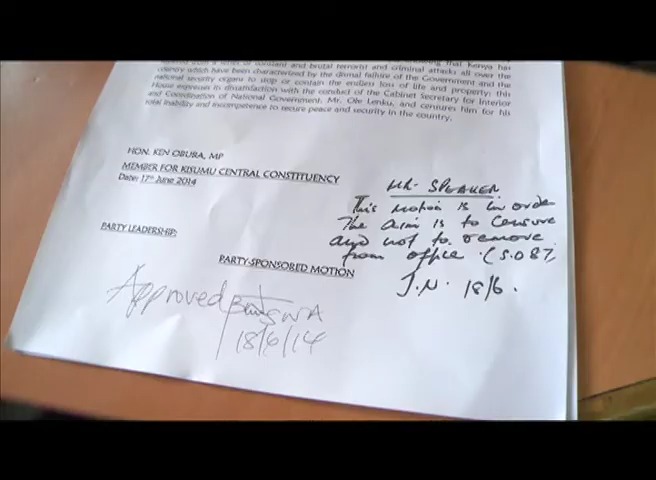 that Kenya has
constant and brutal terrorist and criminal attacks all over the
country which have been characterized by the dismal failure of the Government and the
national security organs to stop or contain the endless loss of life and property; this
House expresses its dissatisfaction with the conduct of the Cabinet Secretary for Interior
and Coordination of National Government, Mr. Ole Lenku, and censures him for his
total inability and incompetence to secure peace and security in the country.
HON. KEN OBURA, MP
MEMBER FOR KISUMU CENTRAL CONSTITUENCY
Date: 17th June 2014
MR. SPEAKER
This motion is in order
The aim is to censure
and not to remove
from office (S.O 87)
J.N. 18/6.
PARTY LEADERSHIP:
PARTY-SPONSORED MOTION
Approved
18/6/14